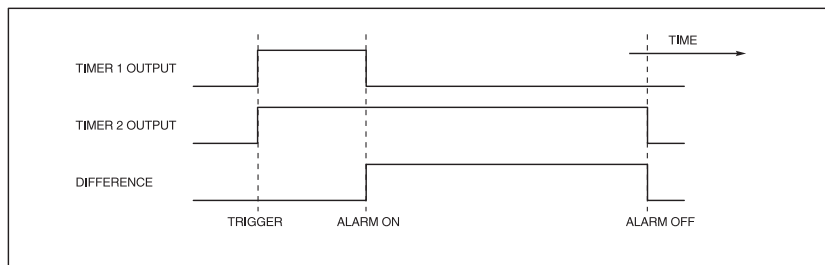 TIME
TIMER 1 OUTPUT
TIMER 2 OUTPUT
DIFFERENCE
TRIGGER
ALARM ON
ALARM OFF